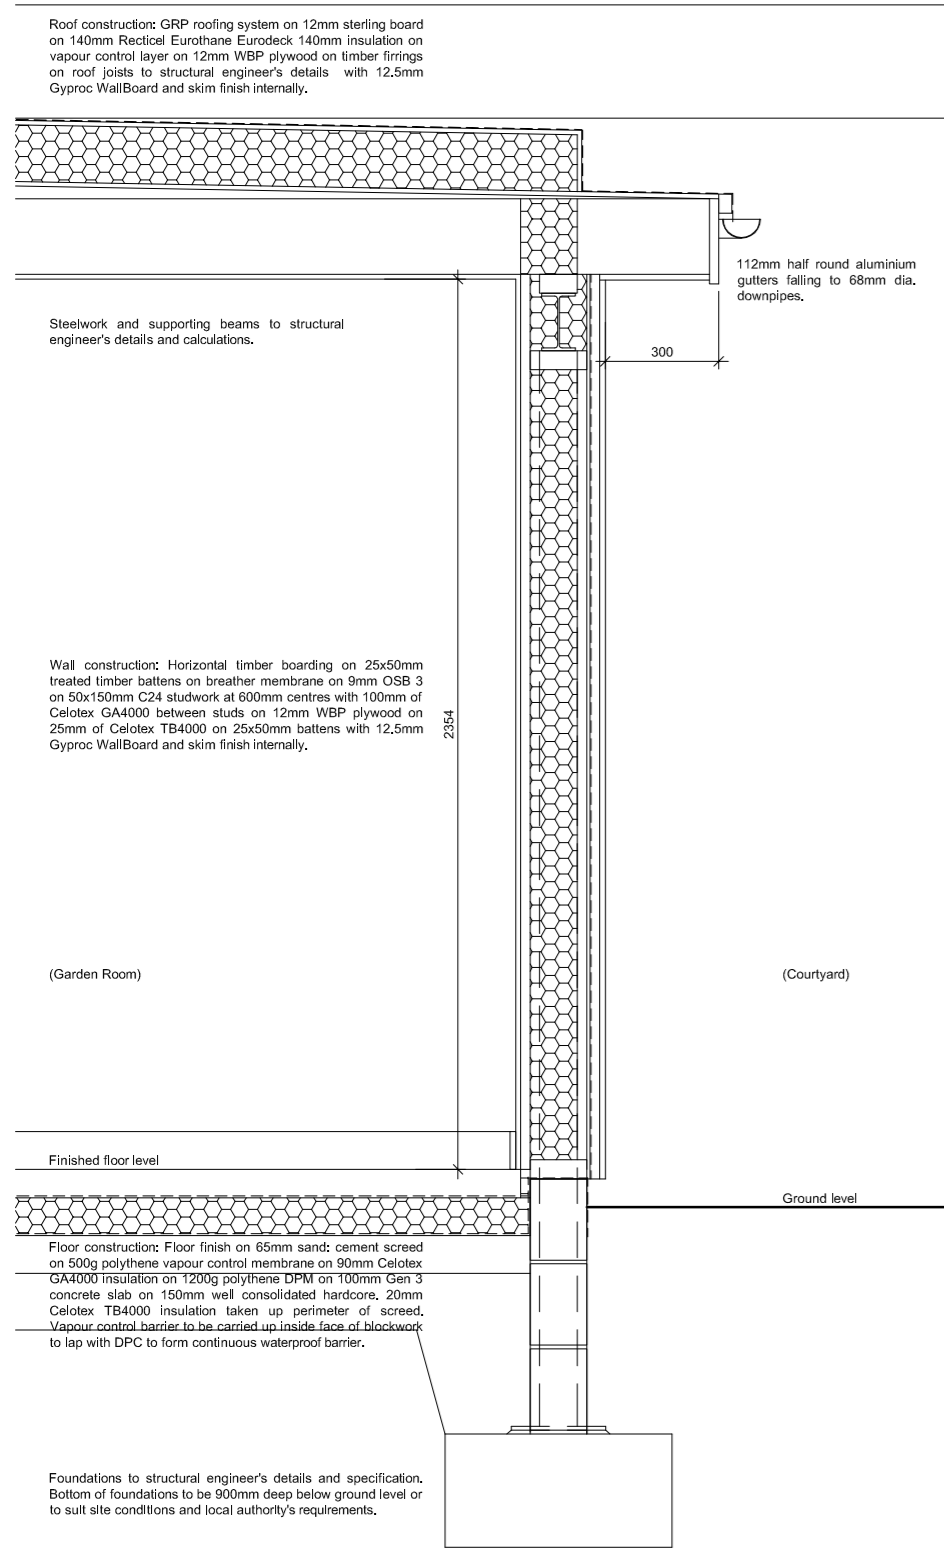 Roof construction: GRP roofing system on 12mm sterling board
on 140mm Recticel Eurothane Eurodeck 140mm insulation on
vapour control layer on 12mm WBP plywood on timber firrings
on roof joists to structural engineer's details with 12.5mm
Gyproc WallBoard and skim finish internally.
112mm half round aluminium
gutters falling to 68mm dia.
downpipes.
Steelwork and supporting beams to structural
engineer's details and calculations.
300
Wall construction: Horizontal timber boarding on 25x50mm
treated timber battens on breather membrane on 9mm OSB 3
on 50x150mm C24 studwork at 600mm centres with 100mm of
Celotex GA4000 between studs on 12mm WBP plywood on
25mm of Celotex TB4000 on 25x50mm battens with 12.5mm
Gyproc WallBoard and skim finish internally.
2354
(Garden Room)
(Courtyard)
Finished floor level
Ground level
Floor construction: Floor finish on 65mm sand: cement screed
on 500g polythene vapour control membrane on 90mm Celotex
GA4000 insulation on 1200g polythene DPM on 100mm Gen 3
concrete slab on 150mm well consolidated hardcore. 20mm
Celotex TB4000 insulation taken up perimeter of screed.
Vapour control barrier to be carried up inside face of blockwork
to lap with DPC to form continuous waterproof barrier.
Foundations to structural engineer's details and specification.
Bottom of foundations to be 900mm deep below ground level or
to suit site conditions and local authority's requirements.